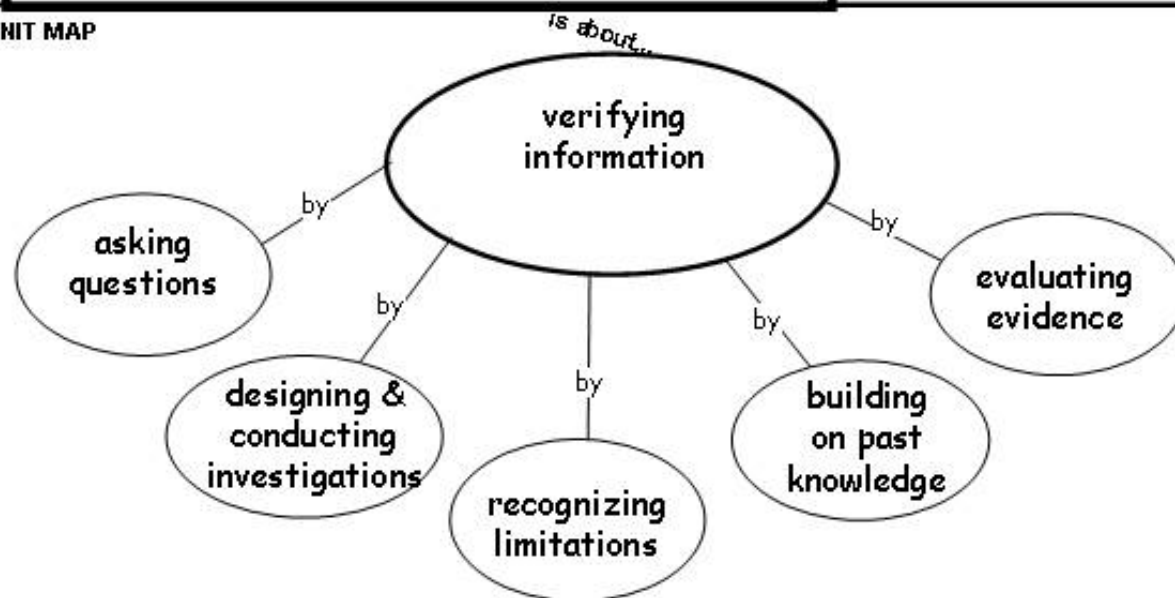 NIT MAP
is about...
verifying
information
by
asking
questions
by
designing &
conducting
investigations
by
recognizing
limitations
by
building
on past
knowledge
by
evaluating
evidence